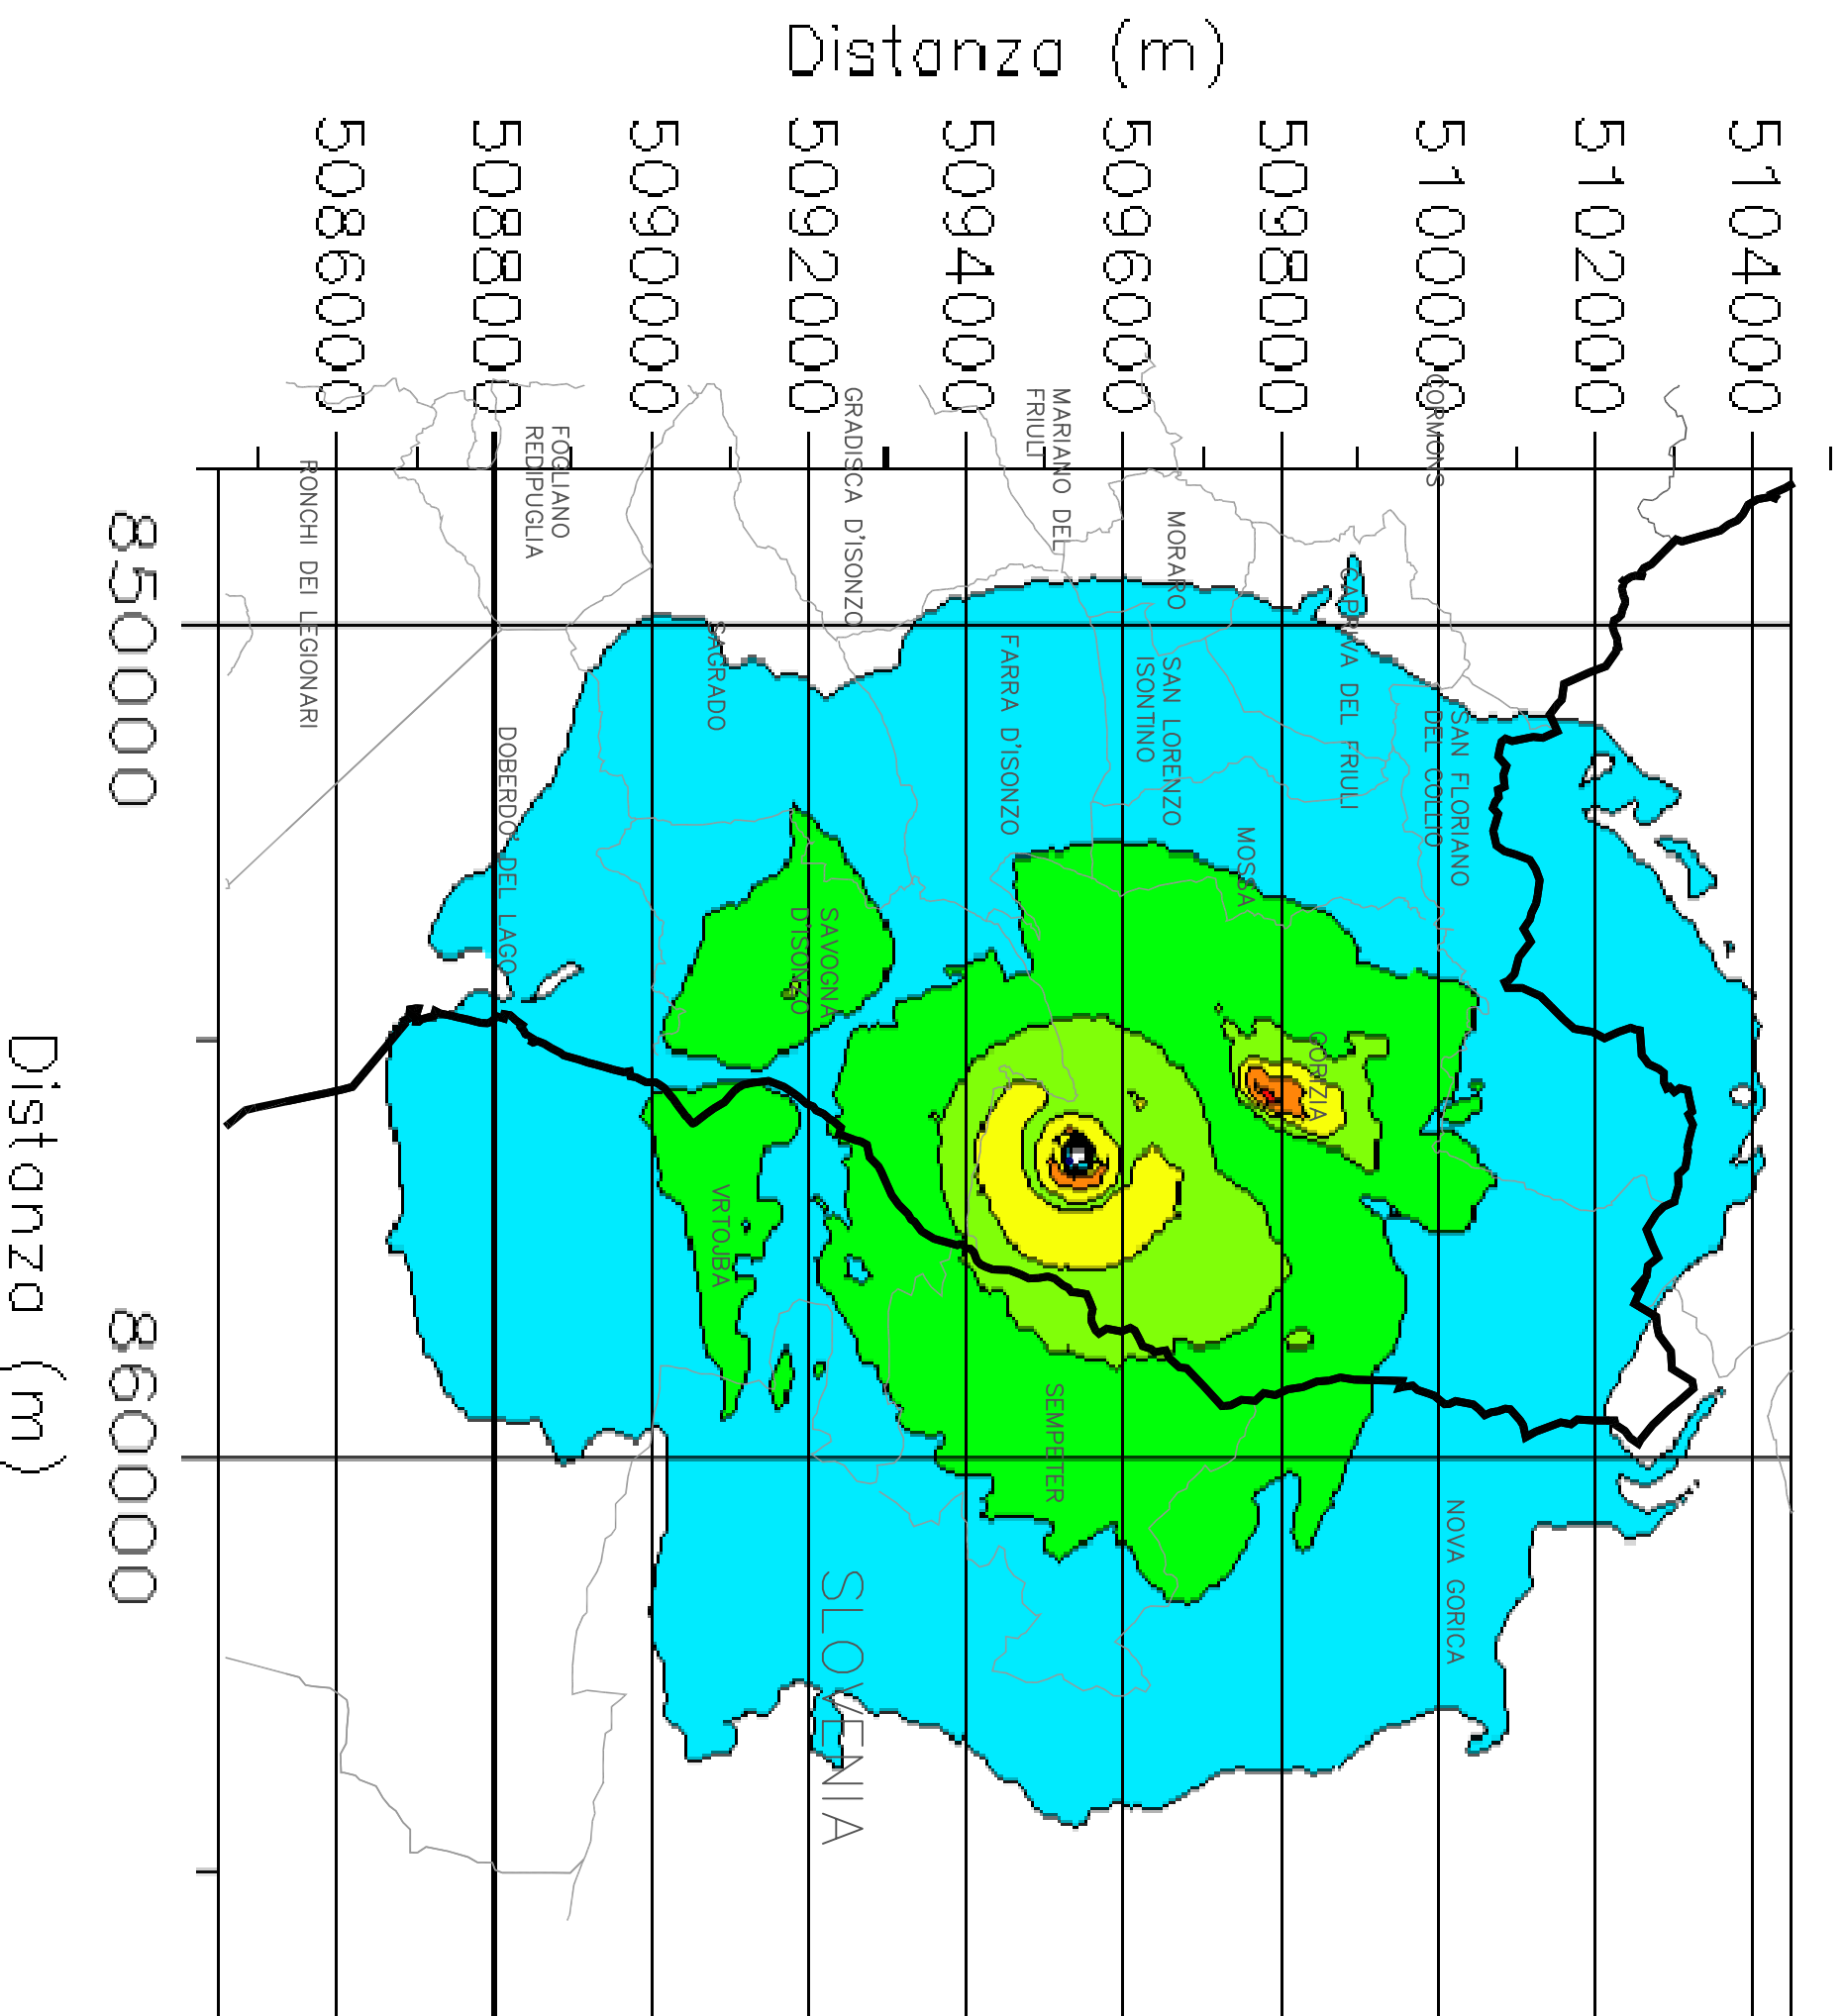 Distanza (m)
5104000
5102000
5100000
5098000
5096000
5094000
5092000
5090000
5088000
5086000
CORMONS
CAPRIVA DEL FRIULI
SAN FLORIANO
DEL COLLIO
MORARO
MARIANO DEL
FRIULI
SAN LORENZO
ISONTINO
MOSSA
GORIZIA
NOVA GORICA
GRADISCA D'ISONZO
FARRA D'ISONZO
SEMPETER
SAVOGNA
D'ISONZO
SLOVENIA
SAGRADO
VRTOJBA
FOGLIANO
REDIPUGLIA
DOBERDO' DEL LAGO
RONCHI DEI LEGIONARI
850000
860000
Distanza (m)